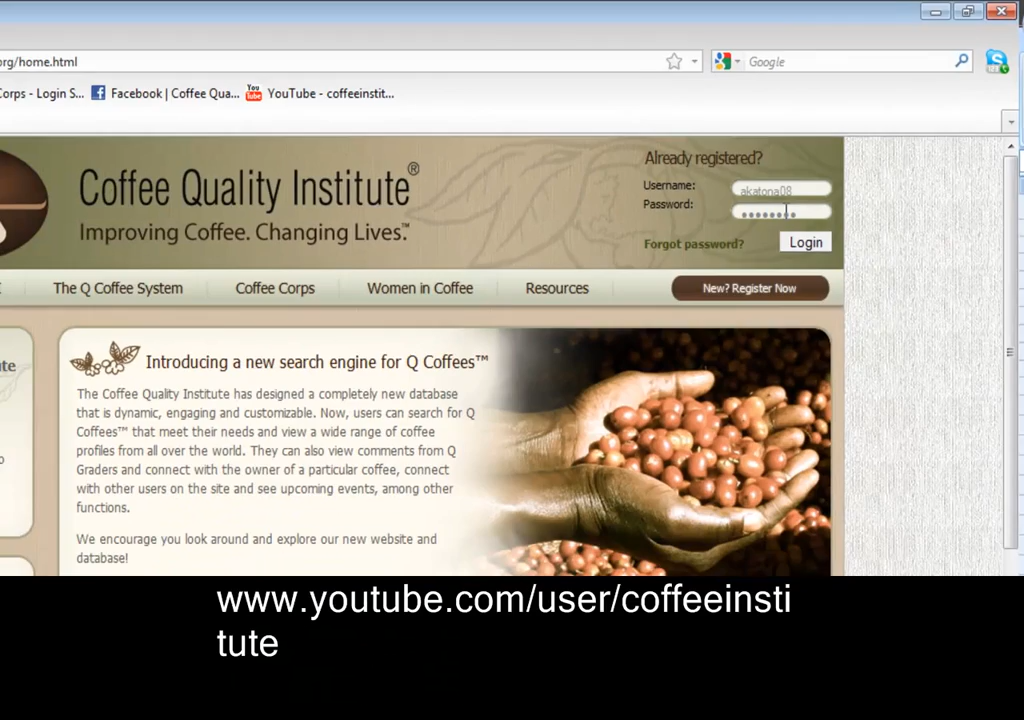 org/home.html
Google
Corps - Login S...
Facebook | Coffee Qua...
YouTube - coffeeinstit...
Coffee Quality Institute®
Improving Coffee. Changing Lives.™
Already registered?
Username: akatona08
Password: ••••••••
Forgot password?
Login
The Q Coffee System
Coffee Corps
Women in Coffee
Resources
New? Register Now
te
Introducing a new search engine for Q Coffees™
The Coffee Quality Institute has designed a completely new database
that is dynamic, engaging and customizable. Now, users can search for Q
Coffees™ that meet their needs and view a wide range of coffee
profiles from all over the world. They can also view comments from Q
Graders and connect with the owner of a particular coffee, connect
with other users on the site and see upcoming events, among other
functions.
We encourage you look around and explore our new website and
database!
www.youtube.com/user/coffeeinsti
tute